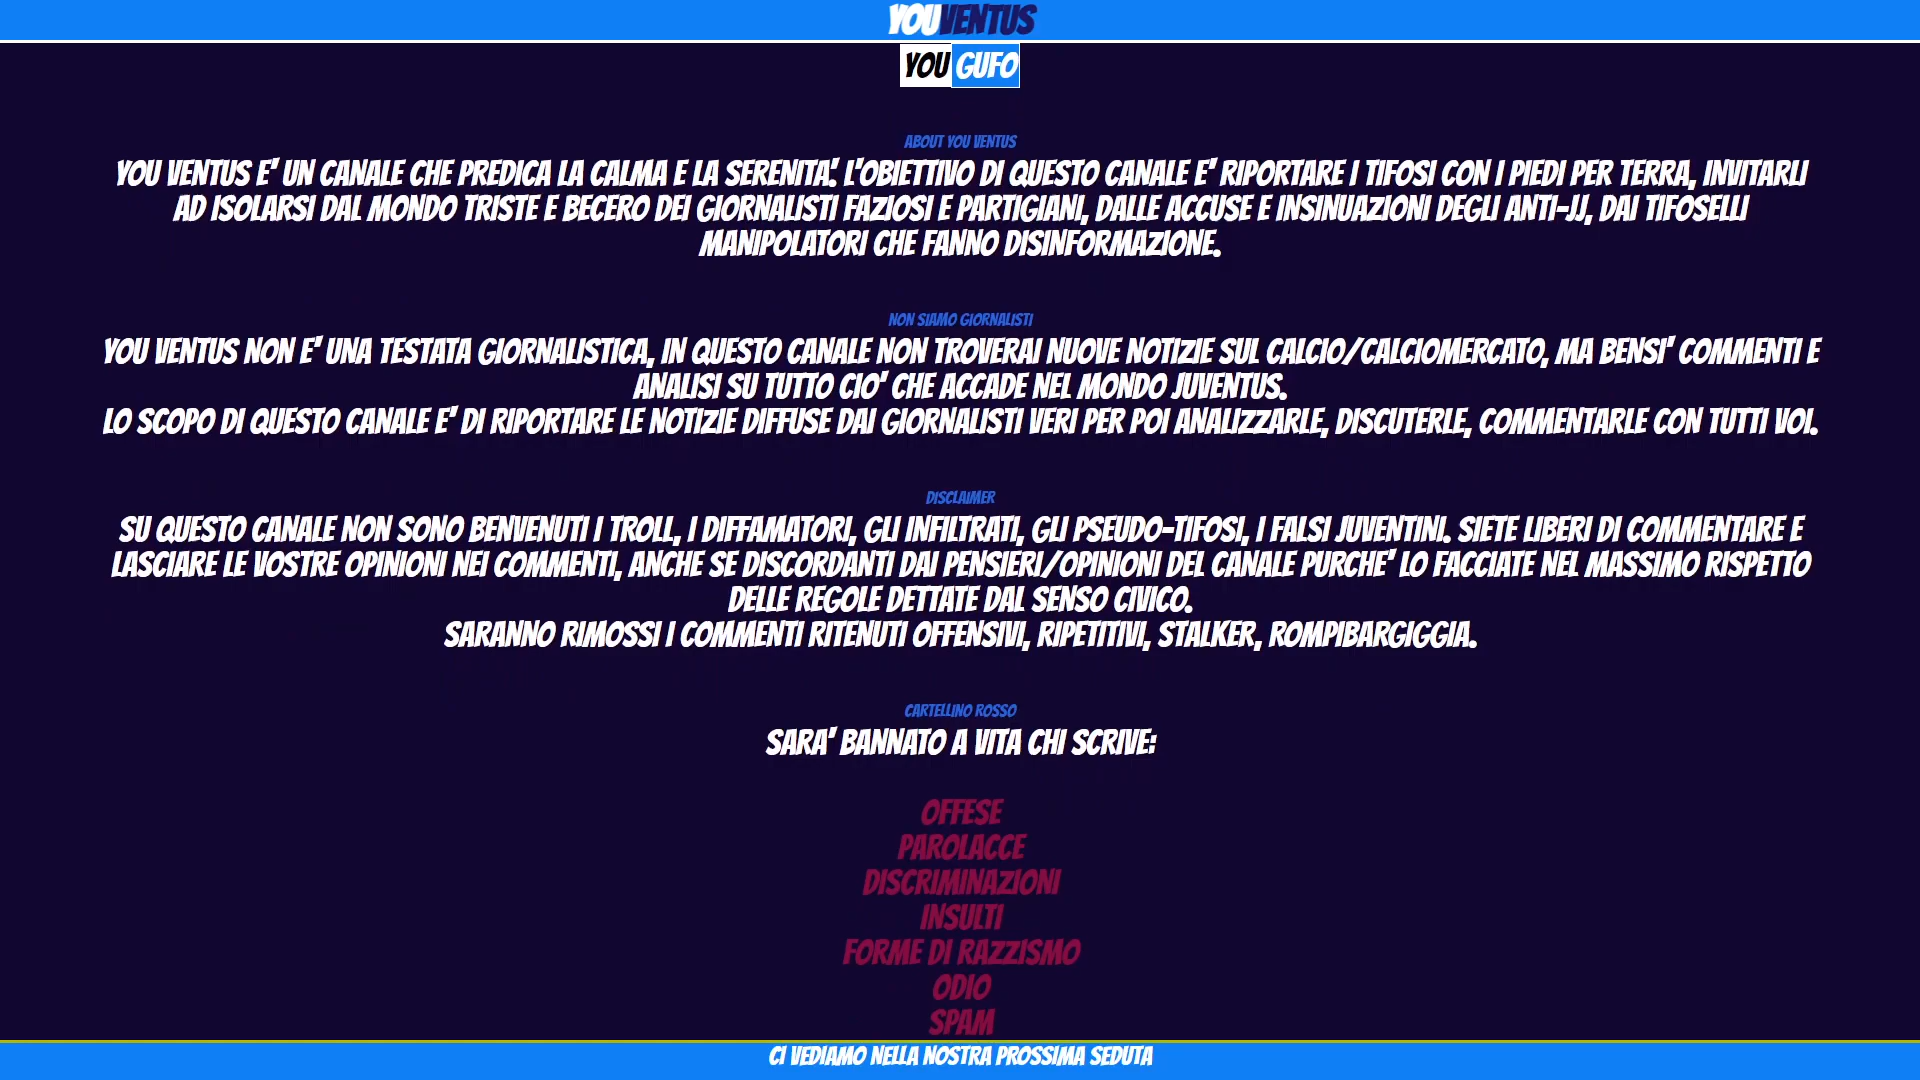 YOUVENTUS
YOU GUFO
ABOUT YOU VENTUS
YOU VENTUS E' UN CANALE CHE PREDICA LA CALMA E LA SERENITA'. L'OBIETTIVO DI QUESTO CANALE E' RIPORTARE I TIFOSI CON I PIEDI PER TERRA, INVITARLI
AD ISOLARSI DAL MONDO TRISTE E BECERO DEI GIORNALISTI FAZIOSI E PARTIGIANI, DALLE ACCUSE E INSINUAZIONI DEGLI ANTI-JJ, DAI TIFOSELLI
MANIPOLATORI CHE FANNO DISINFORMAZIONE.
NON SIAMO GIORNALISTI
YOU VENTUS NON E' UNA TESTATA GIORNALISTICA, IN QUESTO CANALE NON TROVERAI NUOVE NOTIZIE SUL CALCIO/CALCIOMERCATO, MA BENSI' COMMENTI E
ANALISI SU TUTTO CIO' CHE ACCADE NEL MONDO JUVENTUS.
LO SCOPO DI QUESTO CANALE E' DI RIPORTARE LE NOTIZIE DIFFUSE DAI GIORNALISTI VERI PER POI ANALIZZARLE, DISCUTERLE, COMMENTARLE CON TUTTI VOI.
DISCLAIMER
SU QUESTO CANALE NON SONO BENVENUTI I TROLL, I DIFFAMATORI, GLI INFILTRATI, GLI PSEUDO-TIFOSI, I FALSI JUVENTINI. SIETE LIBERI DI COMMENTARE E
LASCIARE LE VOSTRE OPINIONI NEI COMMENTI, ANCHE SE DISCORDANTI DAI PENSIERI/OPINIONI DEL CANALE PURCHE' LO FACCIATE NEL MASSIMO RISPETTO
DELLE REGOLE DETTATE DAL SENSO CIVICO.
SARANNO RIMOSSI I COMMENTI RITENUTI OFFENSIVI, RIPETITIVI, STALKER, ROMPIBARGIGGIA.
CARTELLINO ROSSO
SARA' BANNATO A VITA CHI SCRIVE:
OFFESE
PAROLACCE
DISCRIMINAZIONI
INSULTI
FORME DI RAZZISMO
ODIO
SPAM
CI VEDIAMO NELLA NOSTRA PROSSIMA SEDUTA